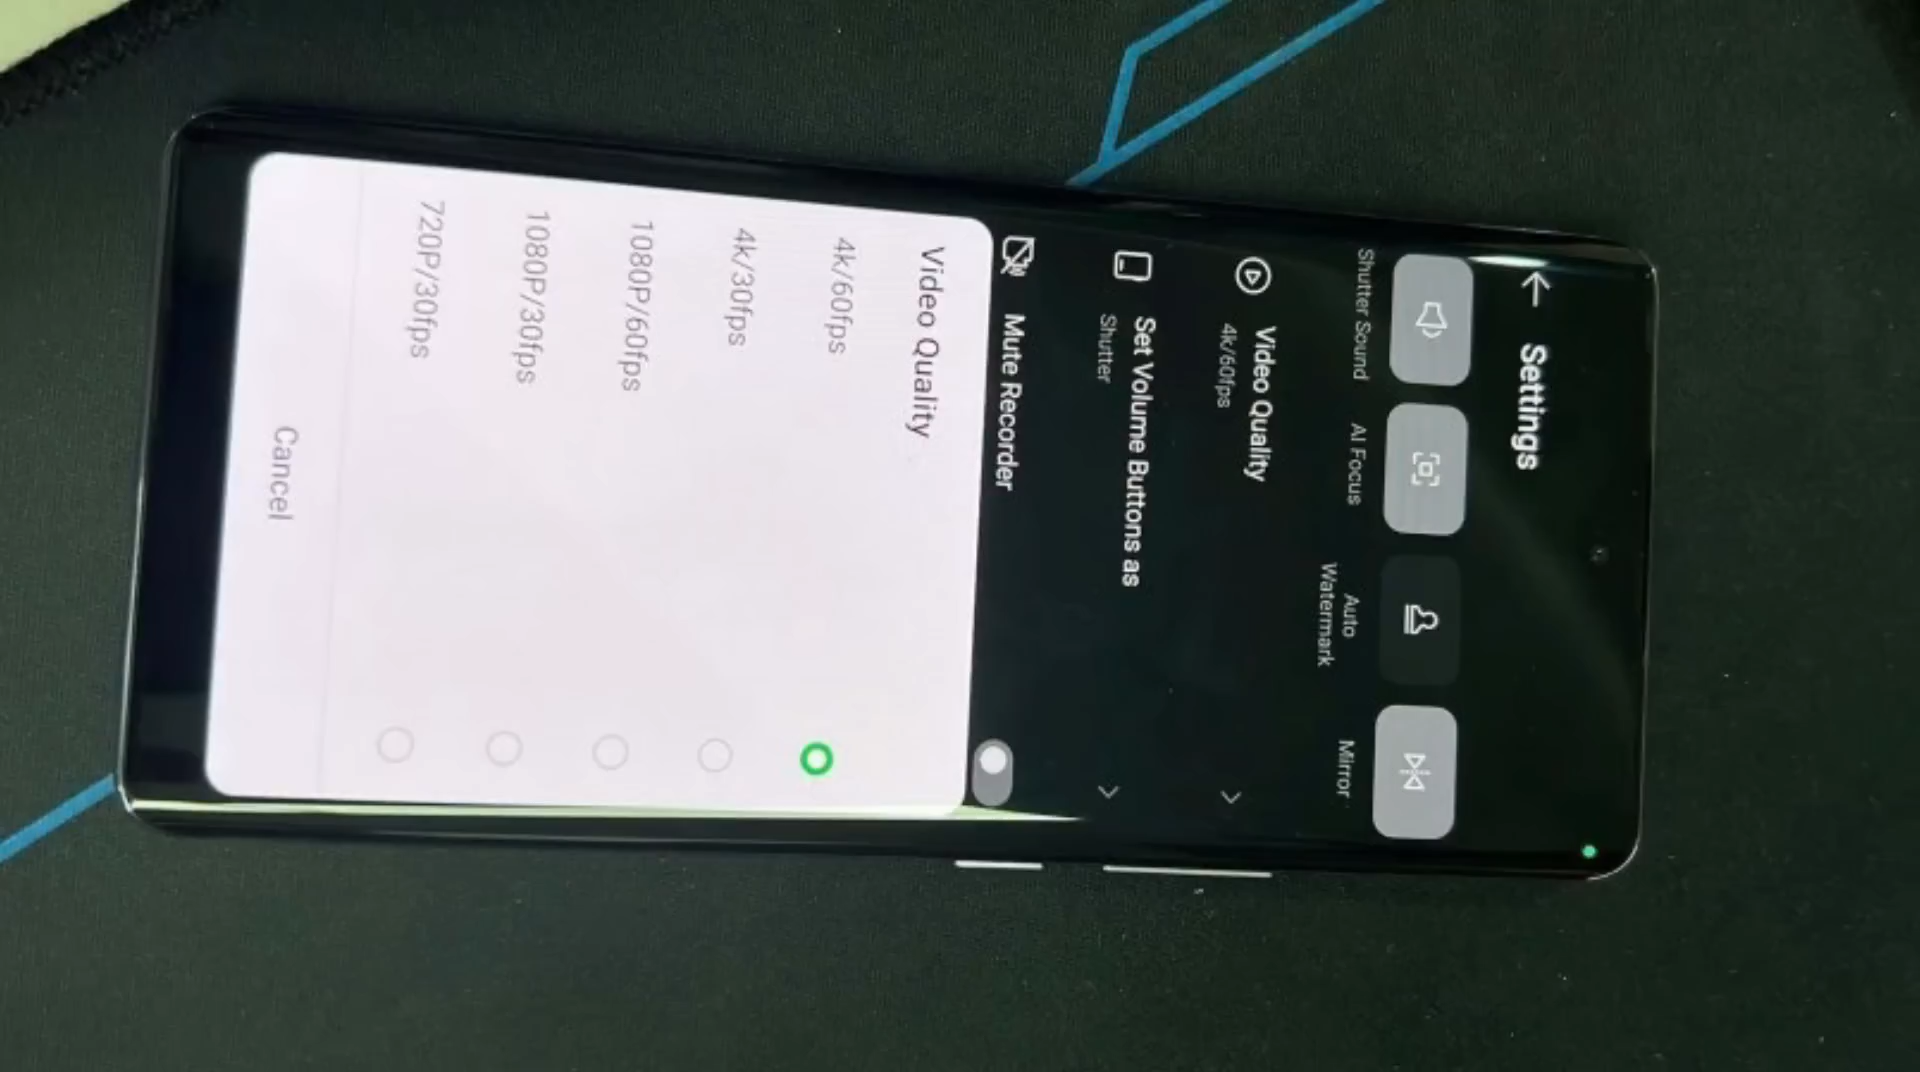 Settings
Shutter Sound
AI Focus
Auto
Watermark
Mirror
Video Quality
4k/60fps
Set Volume Buttons as
Shutter
Mute Recorder
Video Quality
4k/60fps
4k/30fps
1080P/60fps
1080P/30fps
720P/30fps
Cancel